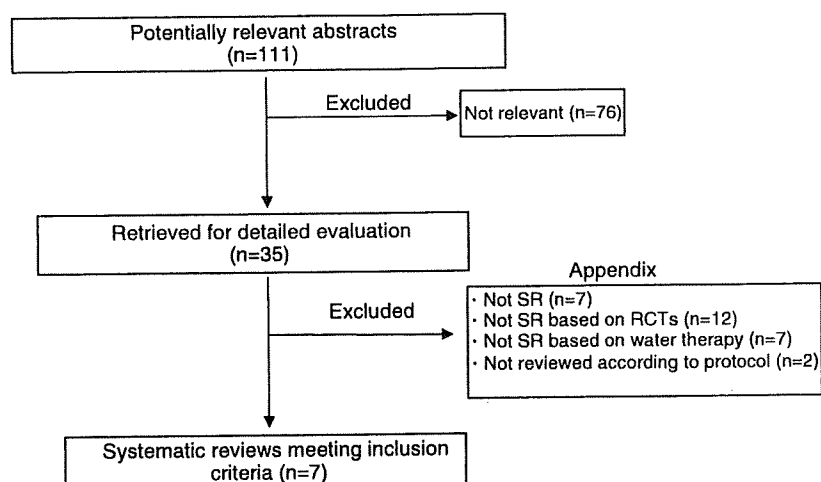 Potentially relevant abstracts
(n=111)
Excluded
Not relevant (n=76)
Retrieved for detailed evaluation
(n=35)
Appendix
Excluded
· Not SR (n=7)
· Not SR based on RCTs (n=12)
· Not SR based on water therapy (n=7)
· Not reviewed according to protocol (n=2)
Systematic reviews meeting inclusion
criteria (n=7)